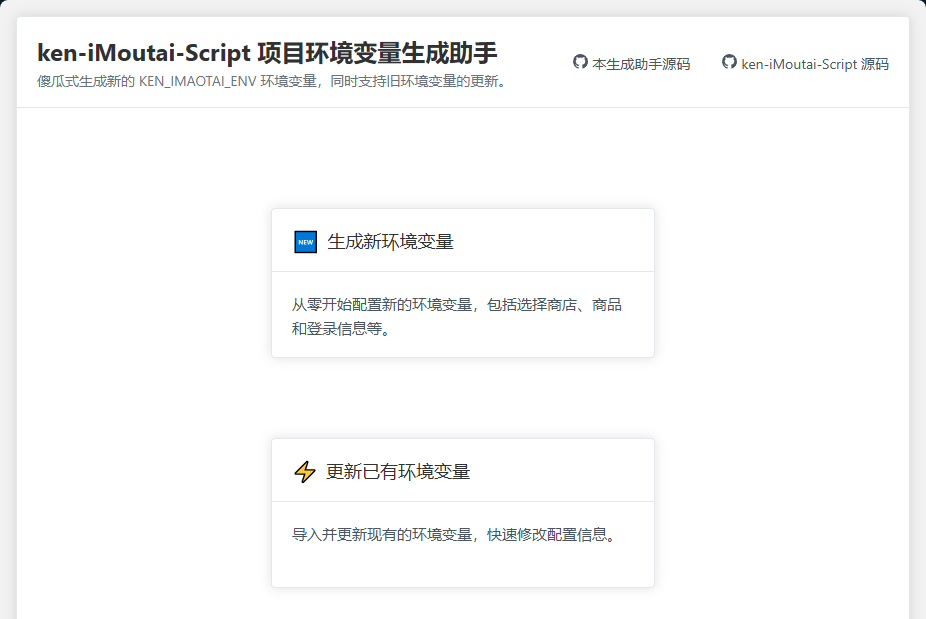 ken-iMoutai-Script 项目环境变量生成助手
傻瓜式生成新的 KEN_IMAOTAI_ENV 环境变量，同时支持旧环境变量的更新。
本生成助手源码
ken-iMoutai-Script 源码
NEW 生成新环境变量
从零开始配置新的环境变量，包括选择商店、商品
和登录信息等。
更新已有环境变量
导入并更新现有的环境变量，快速修改配置信息。